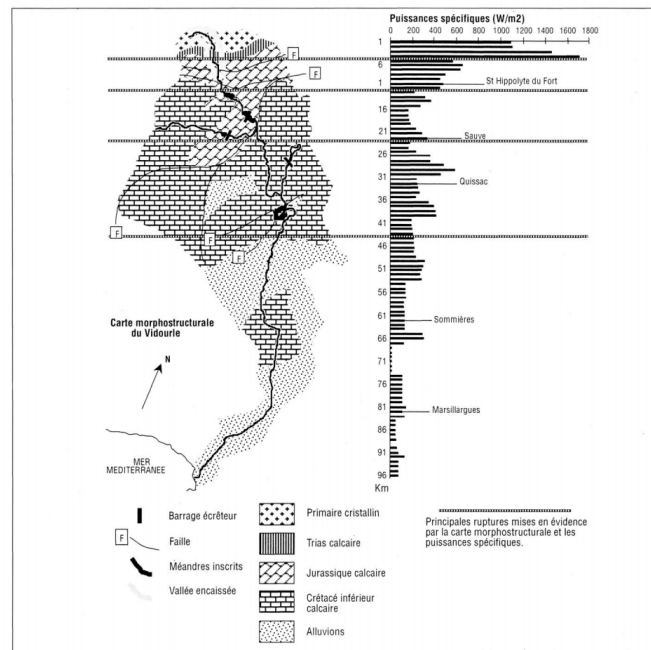 Puissances spécifiques (W/m2)
0 200 400 600 800 1000 1200 1400 1600 1800
1
6
1
16
21
26
31
36
41
46
51
56
61
66
71
76
81
86
91
96
Km
St Hippolyte du Fort
Sauve
Quissac
Sommières
Marsillargues
F
F
F
F
F
Carte morphostructurale
du Vidourle
N
MER
MEDITERRANÉE
Barrage écrêteur
F
Faille
Méandres inscrits
Vallée encaissée
Primaire cristallin
Trias calcaire
Jurassique calcaire
Crétacé inférieur
calcaire
Alluvions
Principales ruptures mises en évidence
par la carte morphostructurale et les
puissances spécifiques.